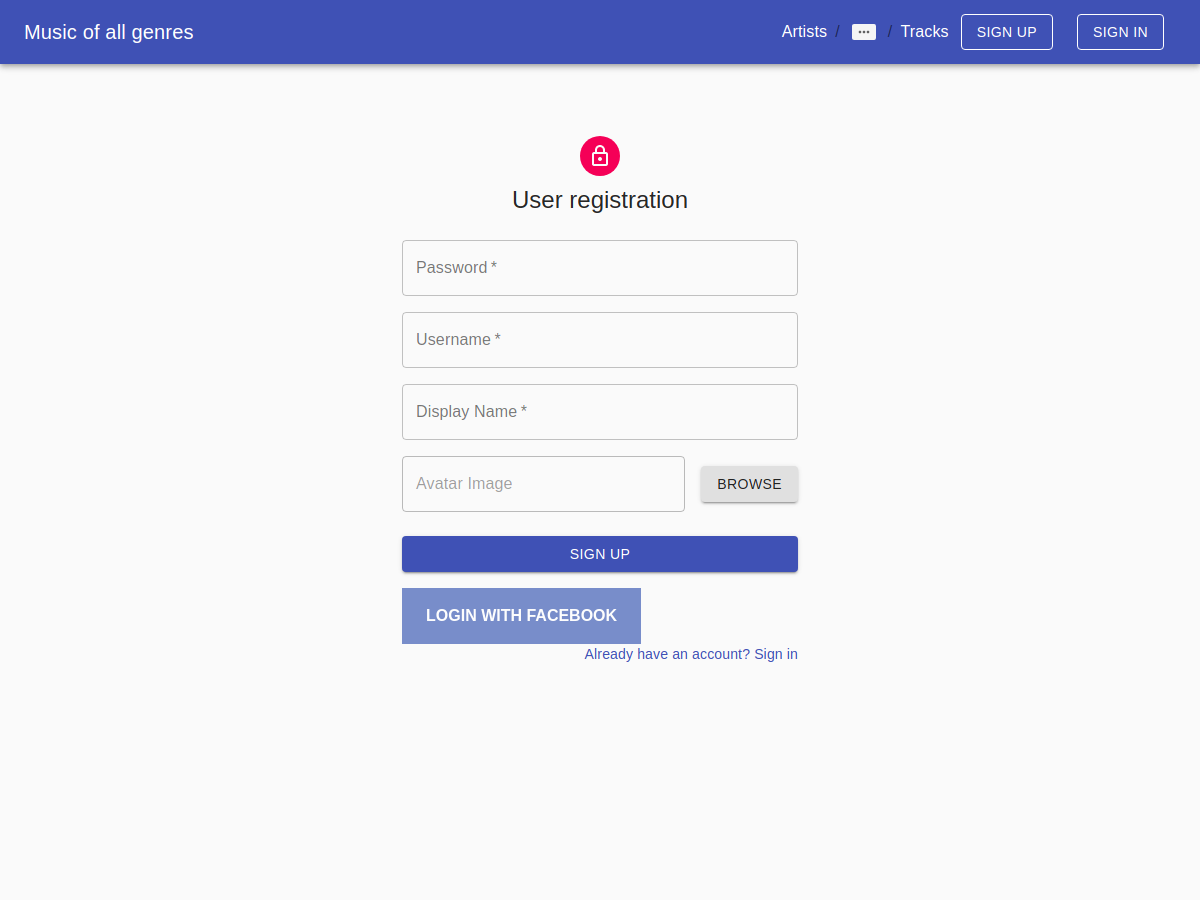 Music of all genres
Artists / ... / Tracks SIGN UP SIGN IN
User registration
Password *
Username *
Display Name *
Avatar Image BROWSE
SIGN UP
LOGIN WITH FACEBOOK
Already have an account? Sign in